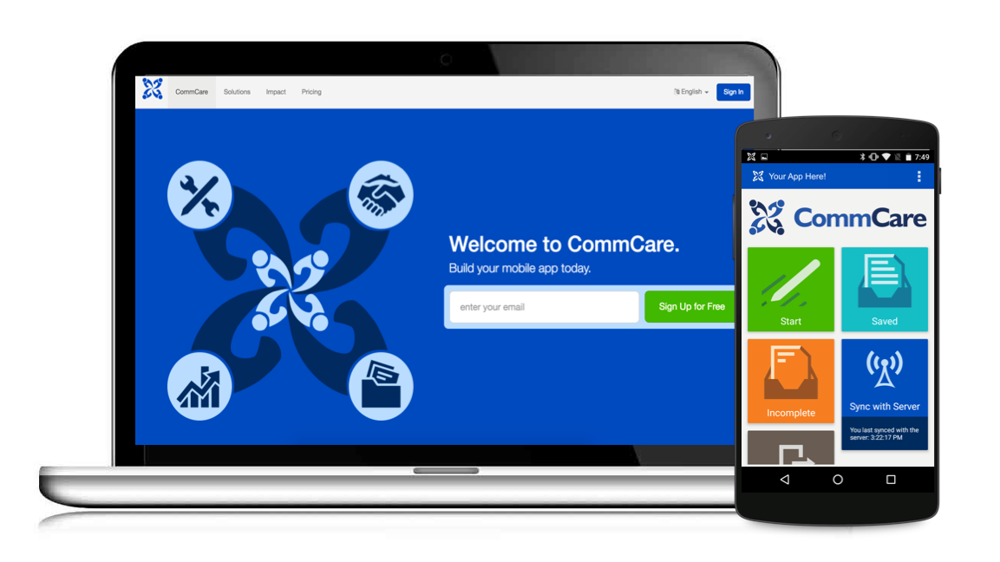 CommCare
Solutions
Impact
Pricing
English
Sign In
Welcome to CommCare.
Build your mobile app today.
enter your email
Sign Up for Free
7:49
Your App Here!
CommCare
Start
Saved
Incomplete
Sync with Server
You last synced with the
server: 3:22:17 PM